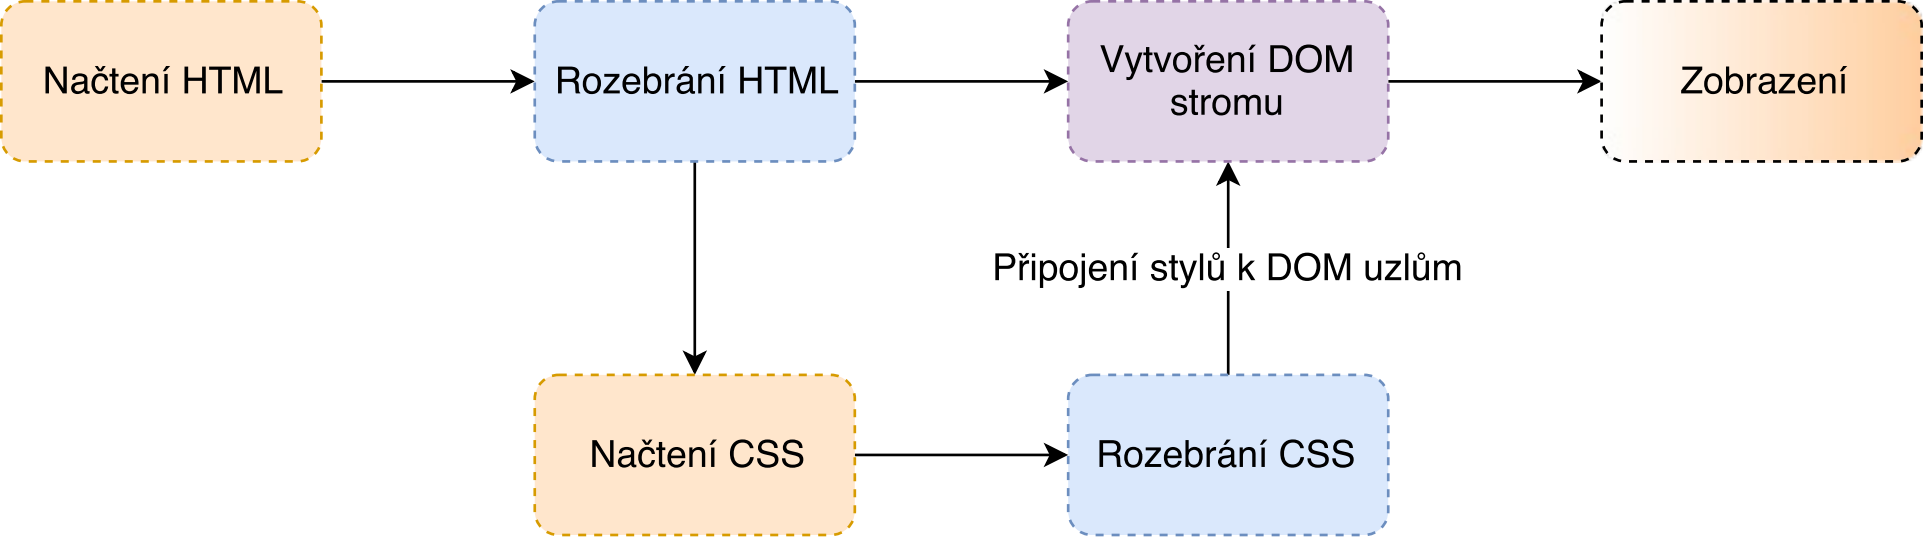 Načtení HTML
Rozebrání HTML
Vytvoření DOM
stromu
Zobrazení
Připojení stylů k DOM uzlům
Načtení CSS
Rozebrání CSS